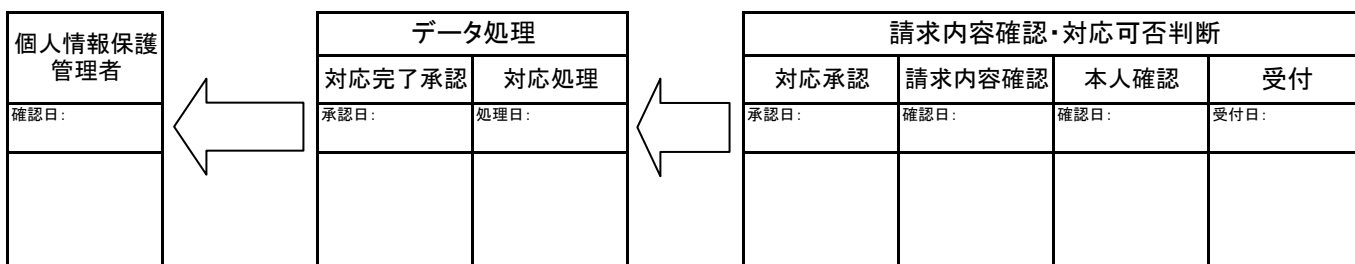 個人情報保護
管理者
確認日:
データ処理
対応完了承認
対応処理
承認日:
処理日:
請求内容確認・対応可否判断
対応承認
請求内容確認
本人確認
受付
承認日:
確認日:
確認日:
受付日: